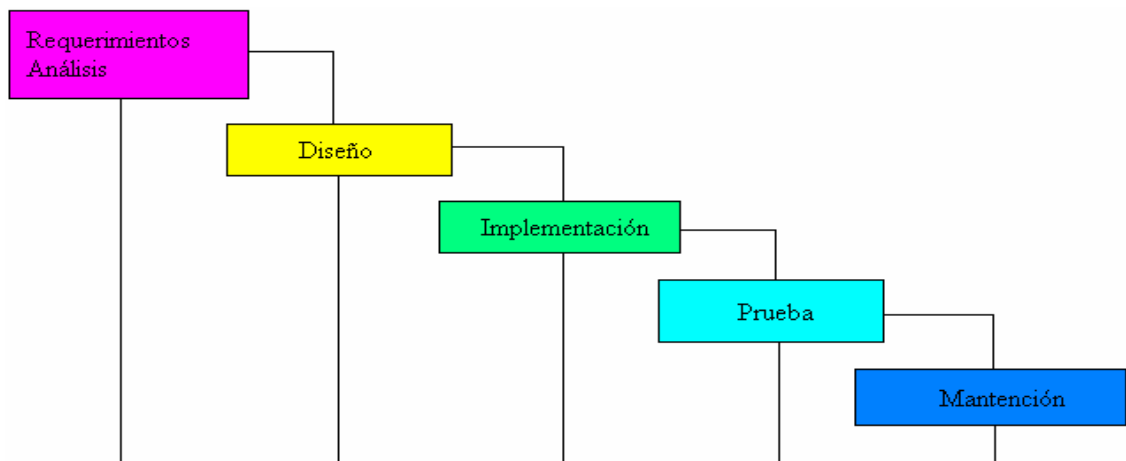 Requerimientos
Análisis
Diseño
Implementación
Prueba
Mantención